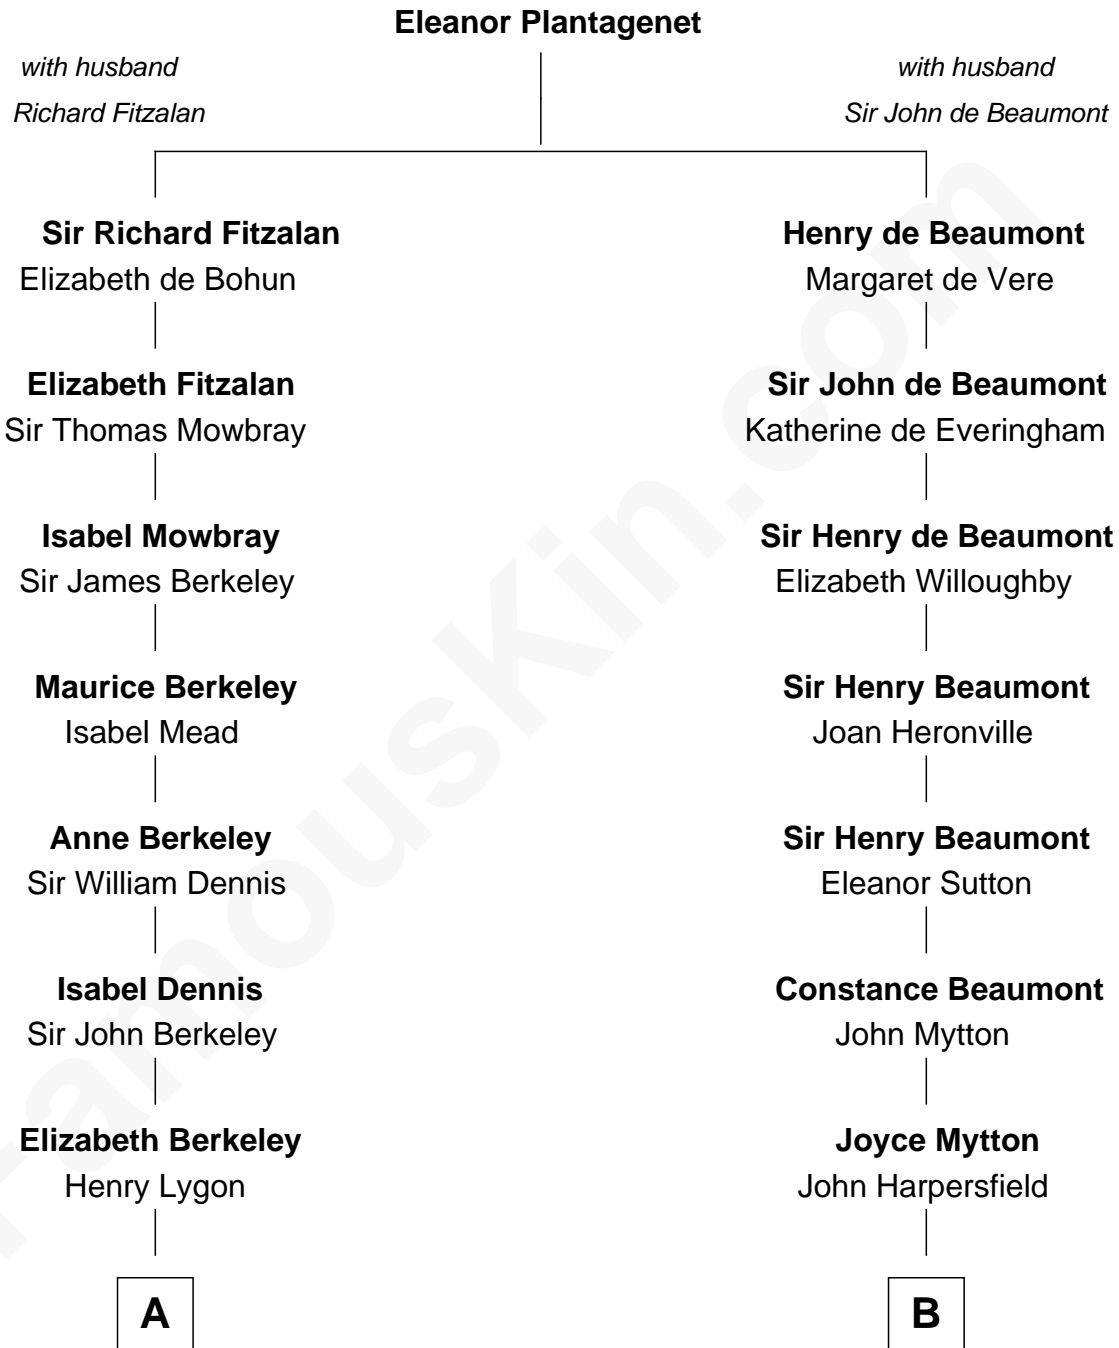 Eleanor Plantagenet
with husband
Richard Fitzalan
with husband
Sir John de Beaumont
Sir Richard Fitzalan
Elizabeth de Bohun
Henry de Beaumont
Margaret de Vere
Elizabeth Fitzalan
Sir Thomas Mowbray
Sir John de Beaumont
Katherine de Everingham
Isabel Mowbray
Sir James Berkeley
Sir Henry de Beaumont
Elizabeth Willoughby
Maurice Berkeley
Isabel Mead
Sir Henry Beaumont
Joan Heronville
Anne Berkeley
Sir William Dennis
Sir Henry Beaumont
Eleanor Sutton
Isabel Dennis
Sir John Berkeley
Constance Beaumont
John Mytton
Elizabeth Berkeley
Henry Lygon
Joyce Mytton
John Harpersfield
A
B
FamousKin.com